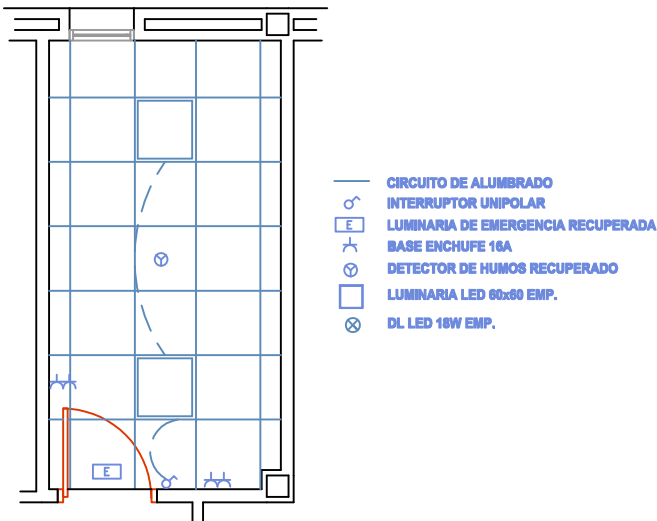 CIRCUITO DE ALUMBRADO
INTERRUPTOR UNIPOLAR
E LUMINARIA DE EMERGENCIA RECUPERADA
BASE ENCHUFE 16A
DETECTOR DE HUMOS RECUPERADO
LUMINARIA LED 60x60 EMP.
DL LED 18W EMP.
E